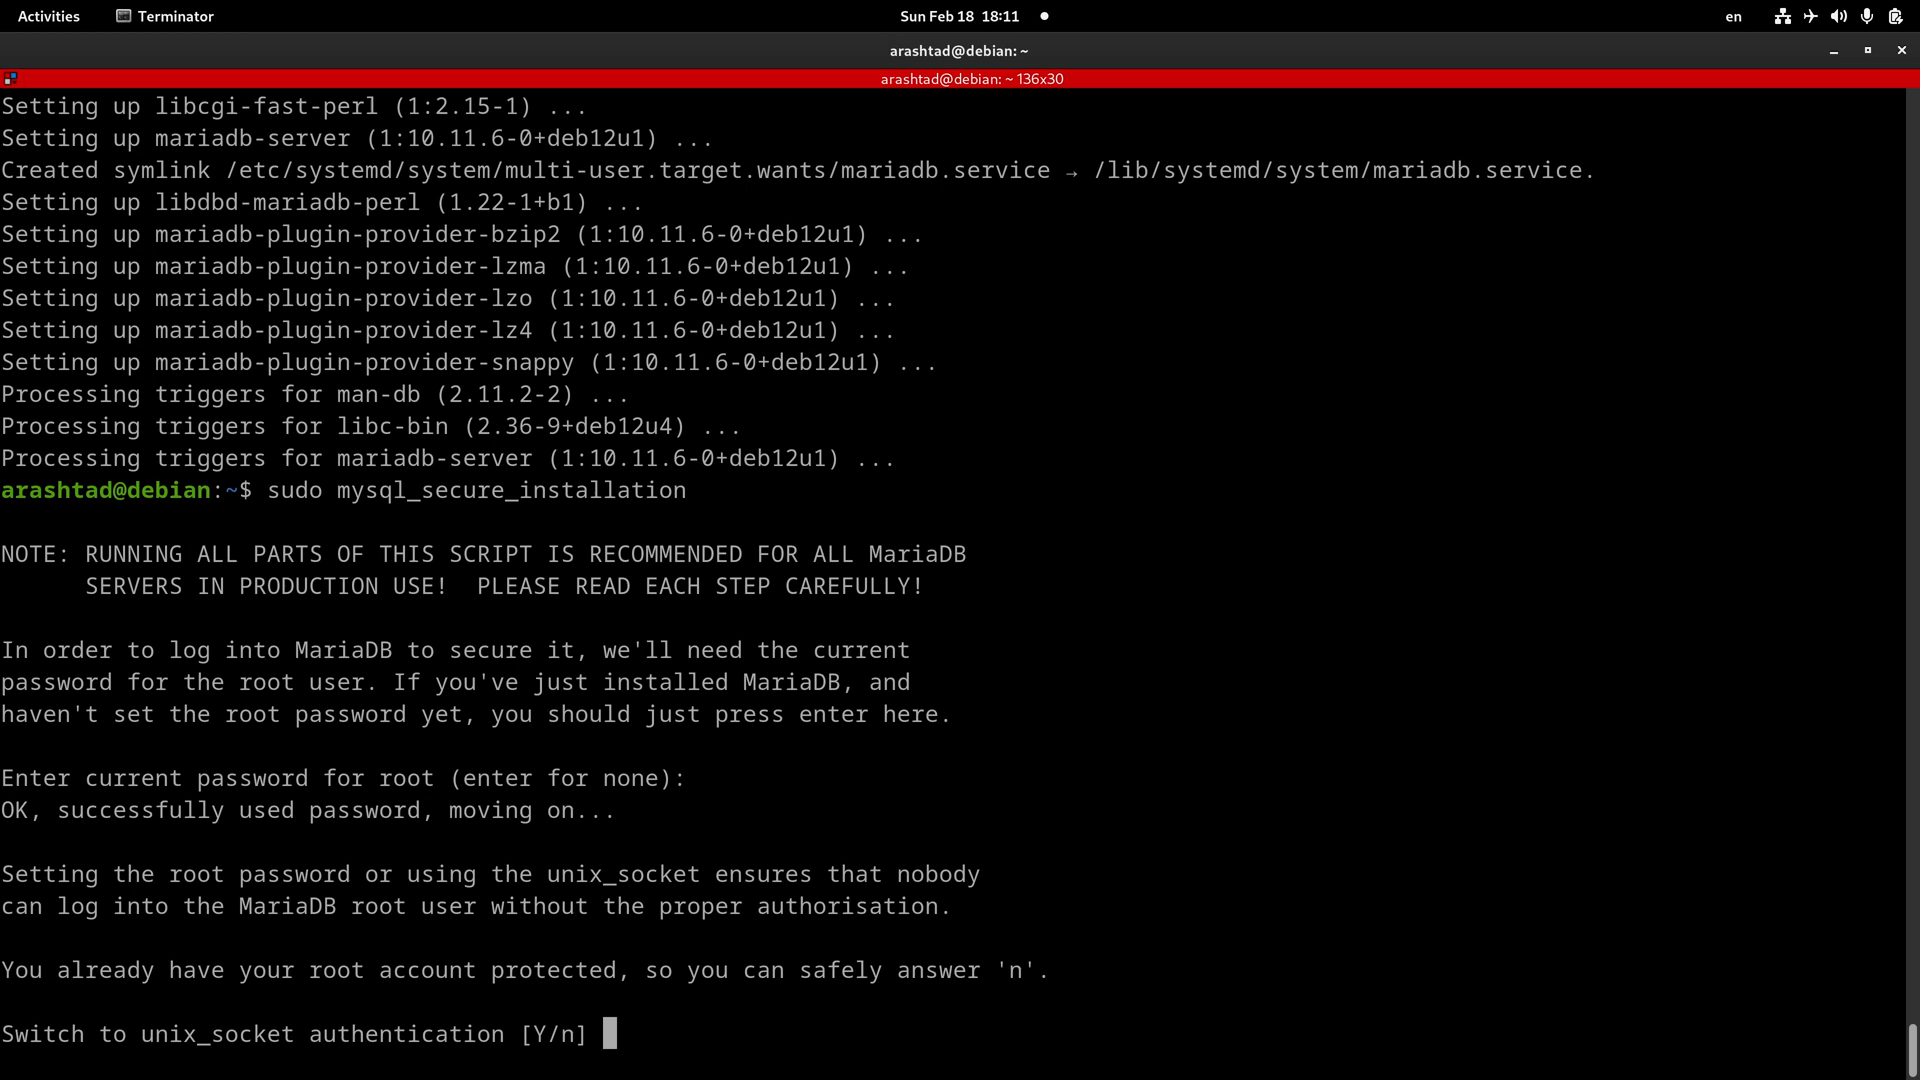 Activities Terminator Sun Feb 18 18:11 en
arashtad@debian: ~
arashtad@debian: ~ 136x30
Setting up libcgi-fast-perl (1:2.15-1) ...
Setting up mariadb-server (1:10.11.6-0+deb12u1) ...
Created symlink /etc/systemd/system/multi-user.target.wants/mariadb.service → /lib/systemd/system/mariadb.service.
Setting up libdbd-mariadb-perl (1.22-1+b1) ...
Setting up mariadb-plugin-provider-bzip2 (1:10.11.6-0+deb12u1) ...
Setting up mariadb-plugin-provider-lzma (1:10.11.6-0+deb12u1) ...
Setting up mariadb-plugin-provider-lzo (1:10.11.6-0+deb12u1) ...
Setting up mariadb-plugin-provider-lz4 (1:10.11.6-0+deb12u1) ...
Setting up mariadb-plugin-provider-snappy (1:10.11.6-0+deb12u1) ...
Processing triggers for man-db (2.11.2-2) ...
Processing triggers for libc-bin (2.36-9+deb12u4) ...
Processing triggers for mariadb-server (1:10.11.6-0+deb12u1) ...
arashtad@debian:~$ sudo mysql_secure_installation
NOTE: RUNNING ALL PARTS OF THIS SCRIPT IS RECOMMENDED FOR ALL MariaDB
SERVERS IN PRODUCTION USE!  PLEASE READ EACH STEP CAREFULLY!
In order to log into MariaDB to secure it, we'll need the current
password for the root user. If you've just installed MariaDB, and
haven't set the root password yet, you should just press enter here.
Enter current password for root (enter for none):
OK, successfully used password, moving on...
Setting the root password or using the unix_socket ensures that nobody
can log into the MariaDB root user without the proper authorisation.
You already have your root account protected, so you can safely answer 'n'.
Switch to unix_socket authentication [Y/n]